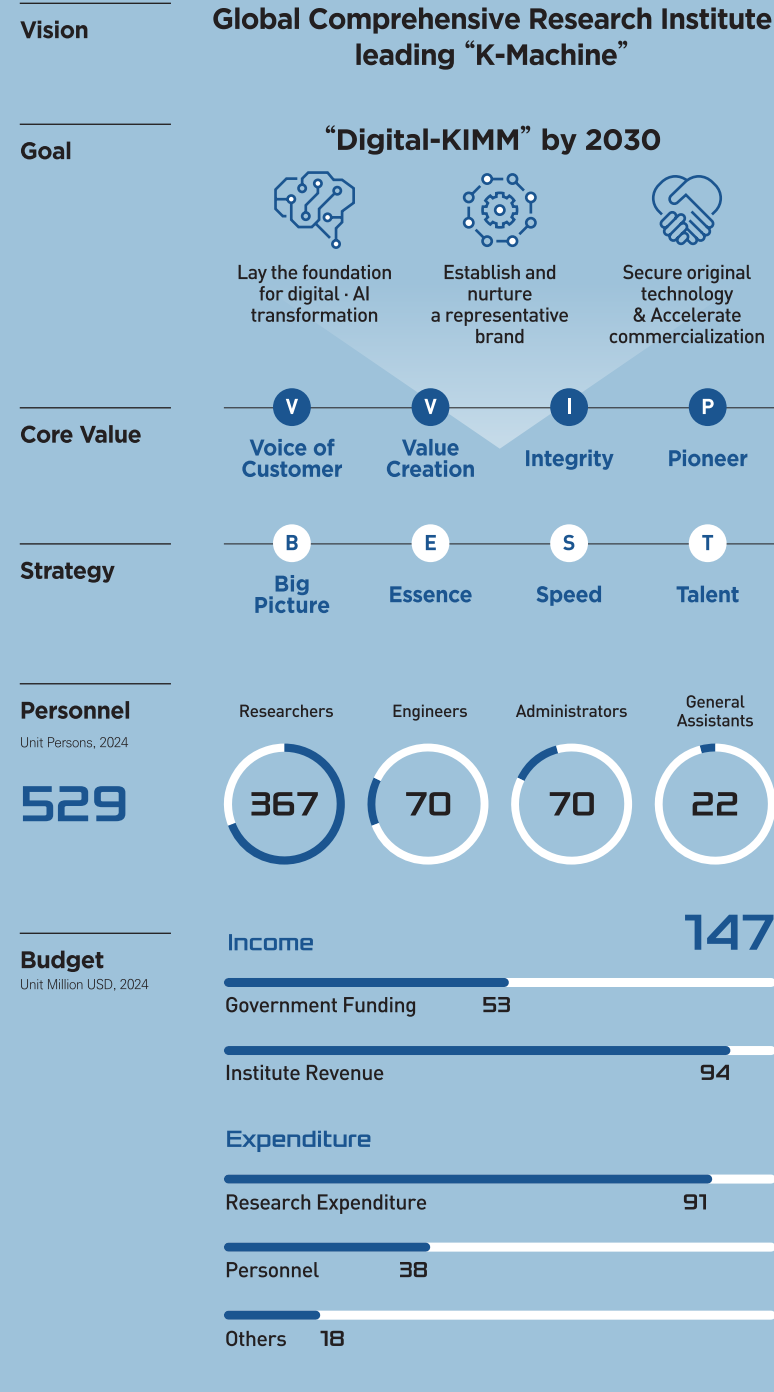 Vision
Global Comprehensive Research Institute
leading “K-Machine”
Goal
“Digital-KIMM” by 2030
Lay the foundation
for digital · AI
transformation
Establish and
nurture
a representative
brand
Secure original
technology
& Accelerate
commercialization
Core Value
V
Voice of
Customer
V
Value
Creation
I
Integrity
P
Pioneer
Strategy
B
Big
Picture
E
Essence
S
Speed
T
Talent
Personnel
Unit Persons, 2024
529
Researchers
367
Engineers
70
Administrators
70
General
Assistants
22
Budget
Unit Million USD, 2024
Income
147
Government Funding 53
Institute Revenue 94
Expenditure
Research Expenditure 91
Personnel 38
Others 18